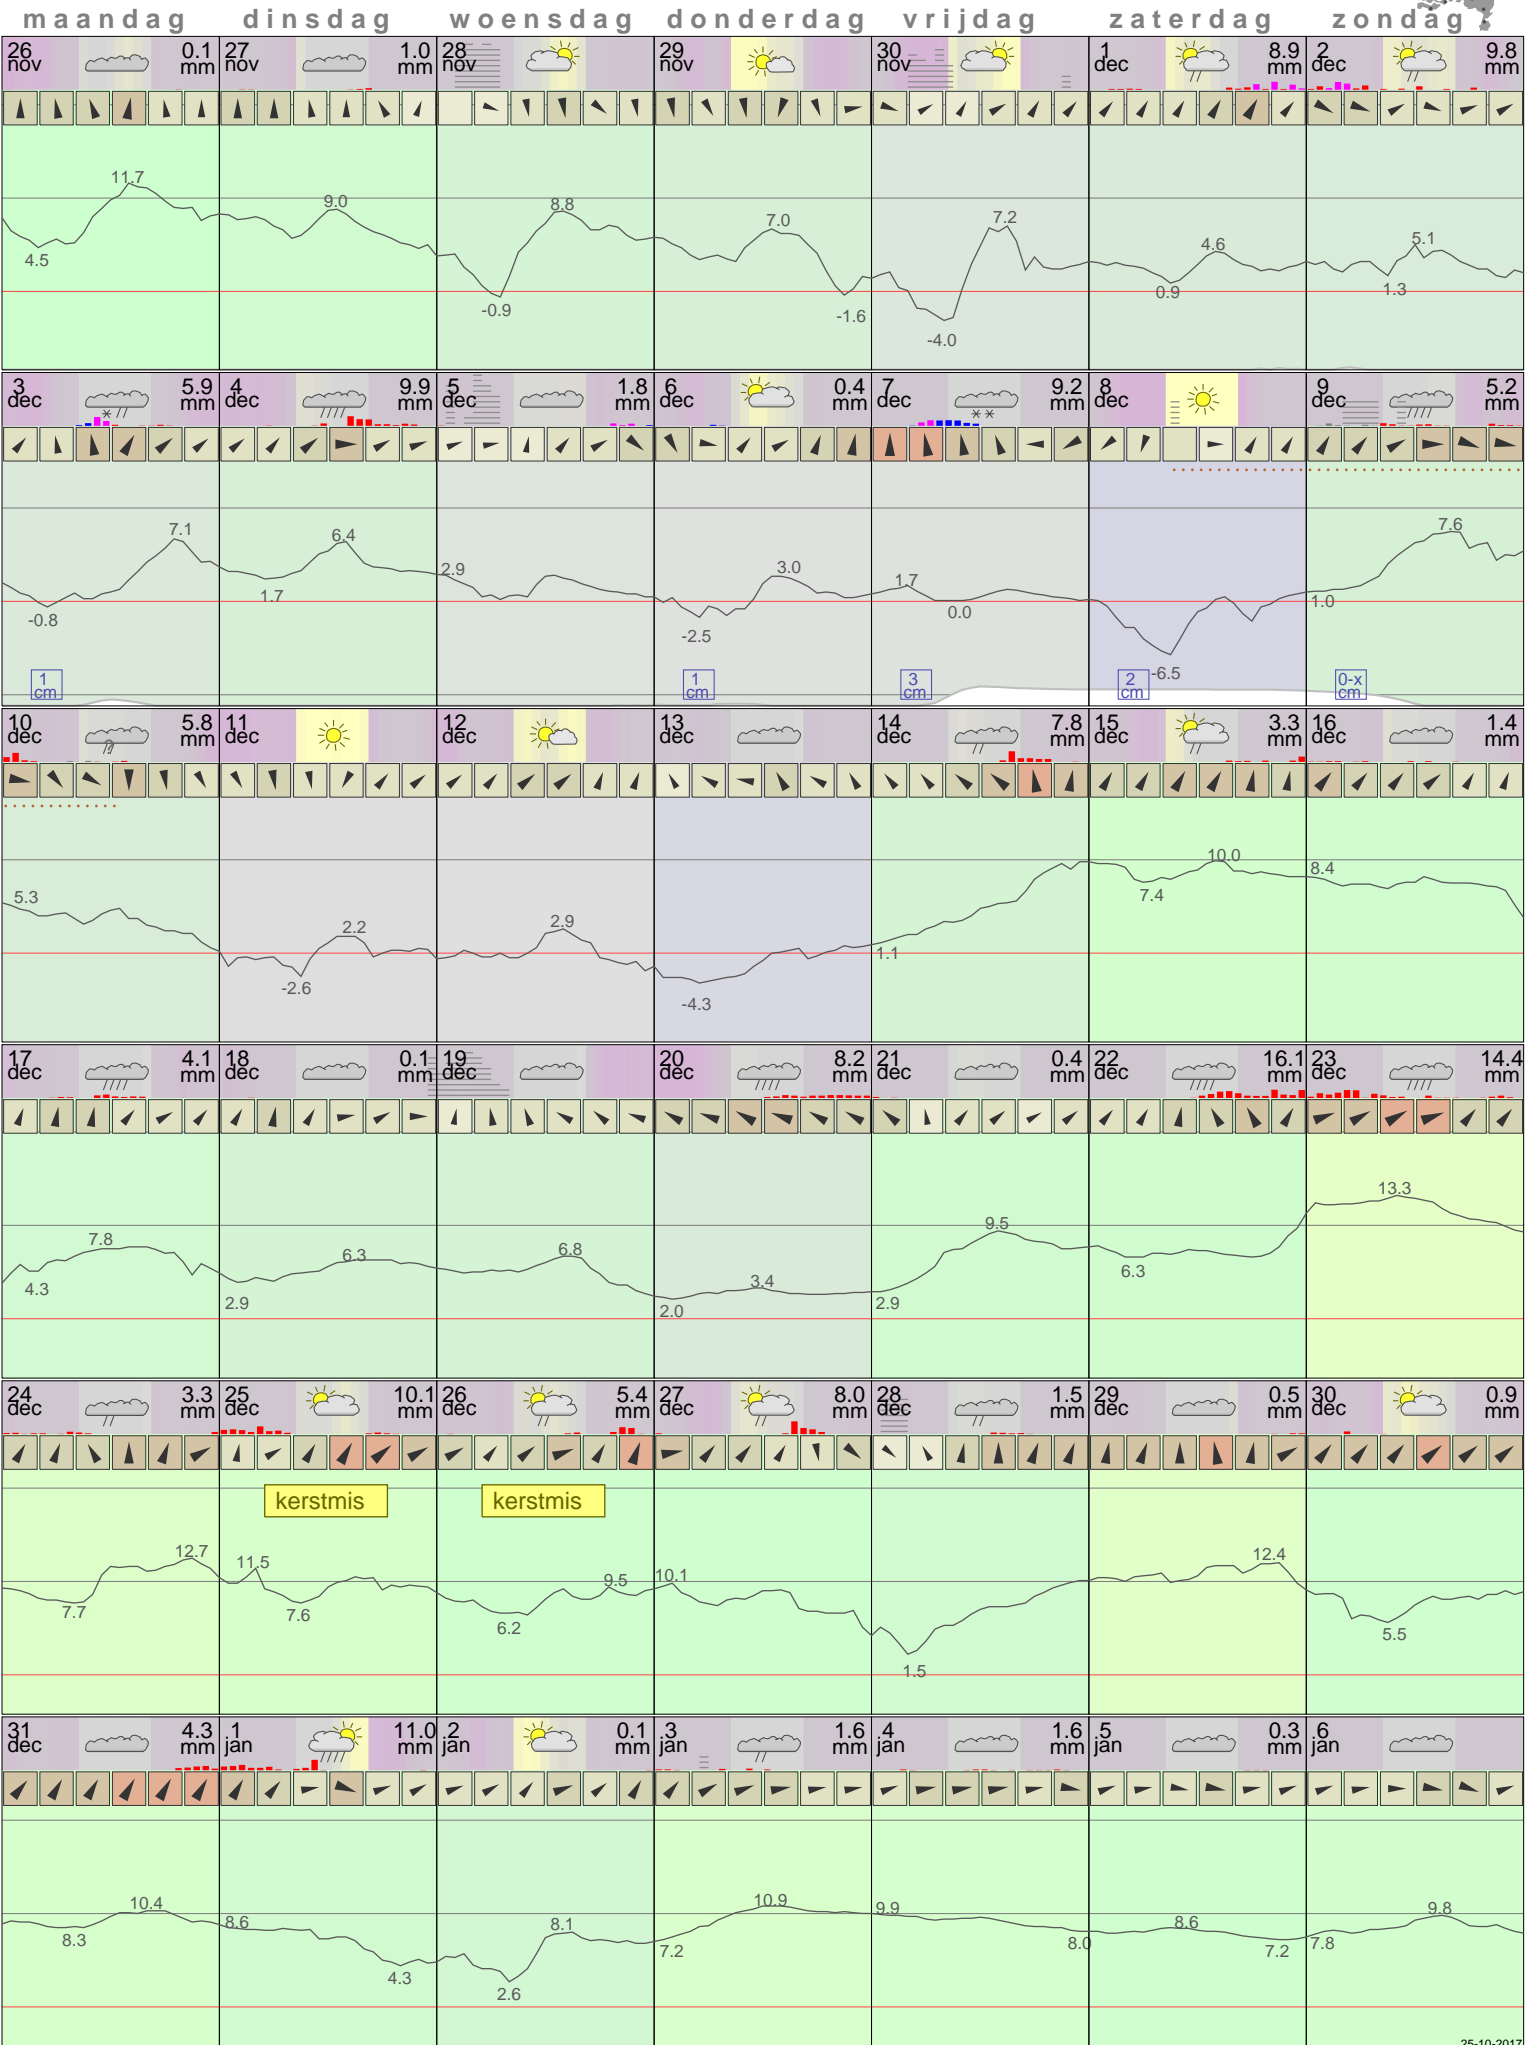 maandag dinsdag woensdag donderdag vrijdag zaterdag zondag
26 nov 0.1 mm 27 nov 1.0 mm 28 nov 29 nov 30 nov 1 dec 8.9 mm 2 dec 9.8 mm
11.7 9.0 8.8 7.0 7.2 4.6 5.1
4.5 -0.9 -1.6 -4.0 0.9 1.3
3 dec 5.9 mm 4 dec 9.9 mm 5 dec 1.8 mm 6 dec 0.4 mm 7 dec 9.2 mm 8 dec 9 dec 5.2 mm
7.1 6.4 2.9 3.0 1.7 7.6
-0.8 1.7 -2.5 0.0 -6.5 1.0
1 cm 1 cm 3 cm 2 cm 0-x cm
10 dec 5.8 mm 11 dec 12 dec 13 dec 14 dec 7.8 mm 15 dec 3.3 mm 16 dec 1.4 mm
5.3 2.2 2.9 10.0 8.4
-2.6 -4.3 1.1 7.4
17 dec 4.1 mm 18 dec 0.1 mm 19 dec 20 dec 8.2 mm 21 dec 0.4 mm 22 dec 16.1 mm 23 dec 14.4 mm
7.8 6.3 6.8 3.4 9.5 13.3
4.3 2.9 2.0 2.9 6.3
24 dec 3.3 mm 25 dec 10.1 mm 26 dec 5.4 mm 27 dec 8.0 mm 28 dec 1.5 mm 29 dec 0.5 mm 30 dec 0.9 mm
kerstmis kerstmis
12.7 11.5 9.5 10.1 12.4
7.7 7.6 6.2 1.5 5.5
31 dec 4.3 mm 1 jan 11.0 mm 2 jan 0.1 mm 3 jan 1.6 mm 4 jan 1.6 mm 5 jan 0.3 mm 6 jan
10.4 8.6 8.1 10.9 9.9 8.6 9.8
8.3 4.3 2.6 7.2 8.0 7.2 7.8
25-10-2017